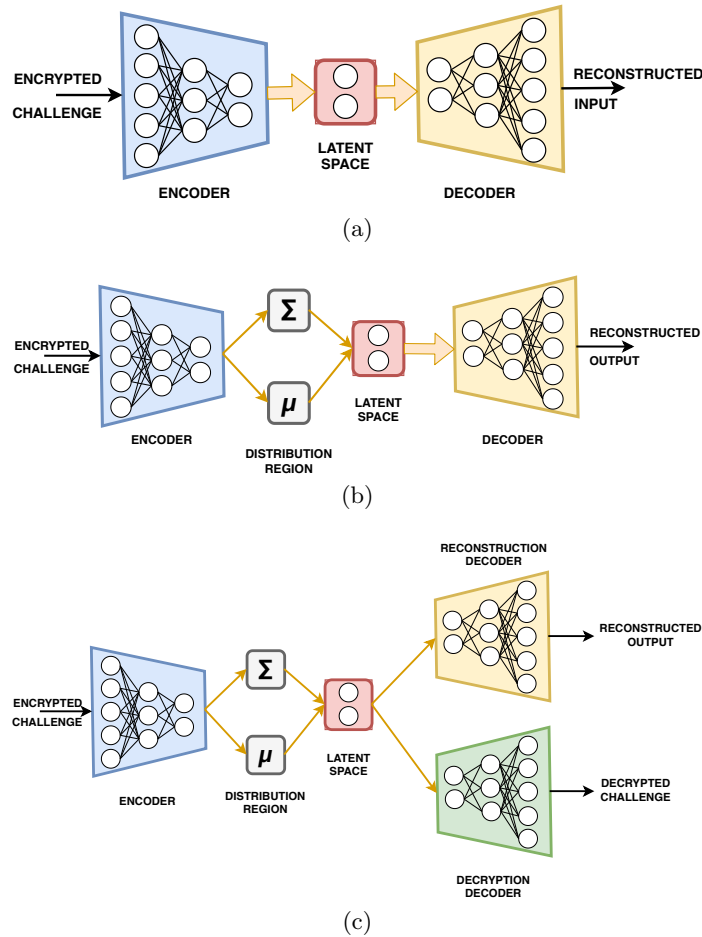 ENCRYPTED
CHALLENGE
ENCODER
LATENT
SPACE
DECODER
RECONSTRUCTED
INPUT
(a)
ENCRYPTED
CHALLENGE
ENCODER
Σ
μ
DISTRIBUTION
REGION
LATENT
SPACE
DECODER
RECONSTRUCTED
OUTPUT
(b)
ENCRYPTED
CHALLENGE
ENCODER
Σ
μ
DISTRIBUTION
REGION
LATENT
SPACE
RECONSTRUCTION
DECODER
RECONSTRUCTED
OUTPUT
DECRYPTED
CHALLENGE
DECRYPTION
DECODER
(c)